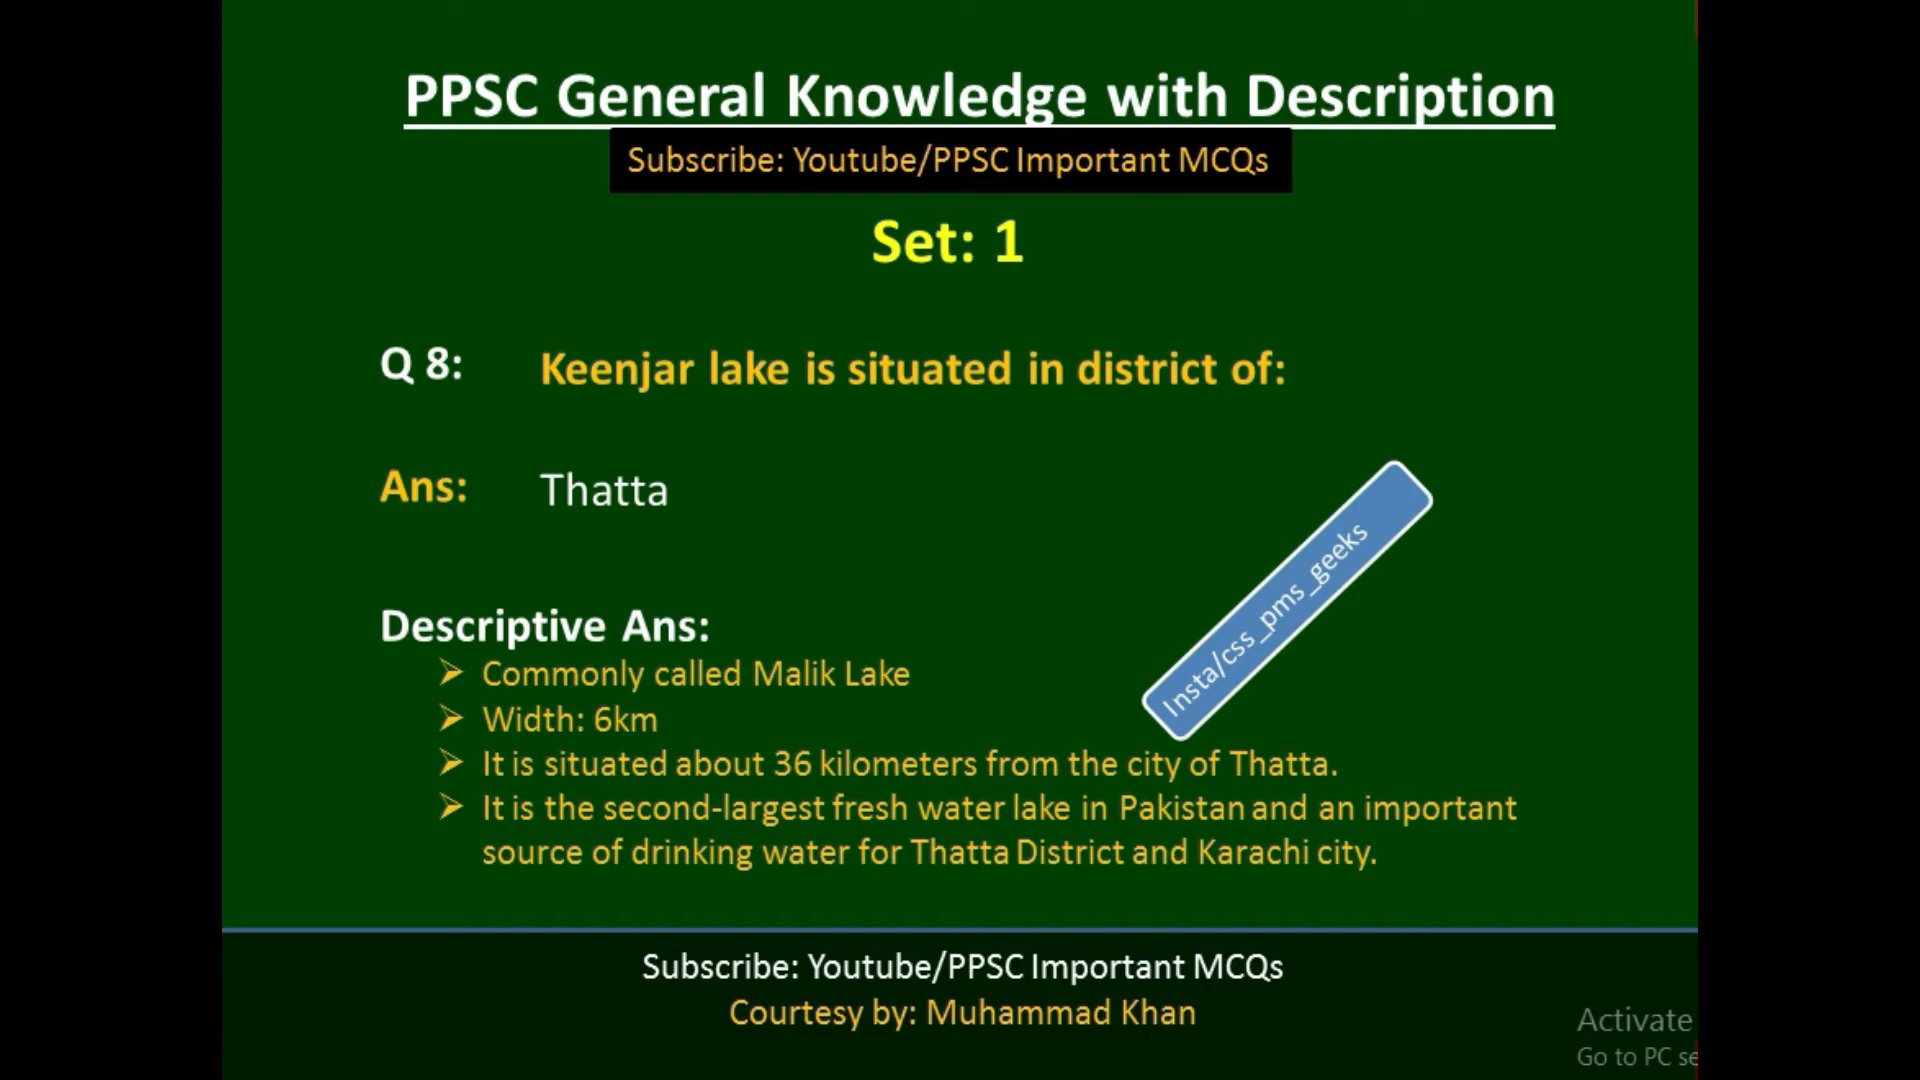 PPSC General Knowledge with Description
Subscribe: Youtube/PPSC Important MCQs
Set: 1
Q 8: Keenjar lake is situated in district of:
Ans: Thatta
Insta/css_pms_geeks
Descriptive Ans:
Commonly called Malik Lake
Width: 6km
It is situated about 36 kilometers from the city of Thatta.
It is the second-largest fresh water lake in Pakistan and an important
source of drinking water for Thatta District and Karachi city.
Subscribe: Youtube/PPSC Important MCQs
Courtesy by: Muhammad Khan
Activate
Go to PC se